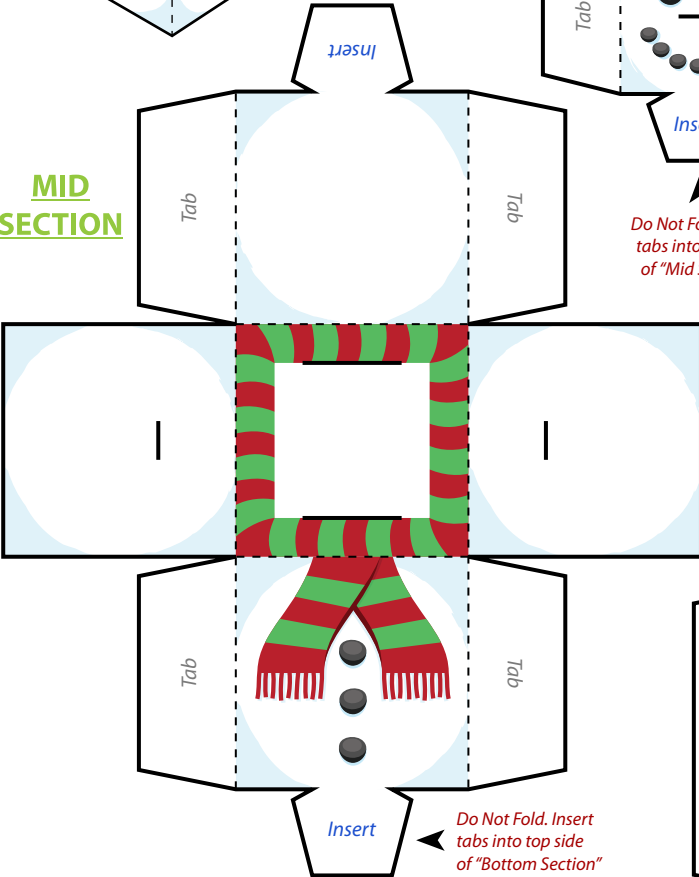 Insert
Tab
Inse
MID
SECTION
Tab
Tab
Do Not Fo
tabs into
of “Mid
Tab
Tab
Insert
Do Not Fold. Insert
tabs into top side
of “Bottom Section”